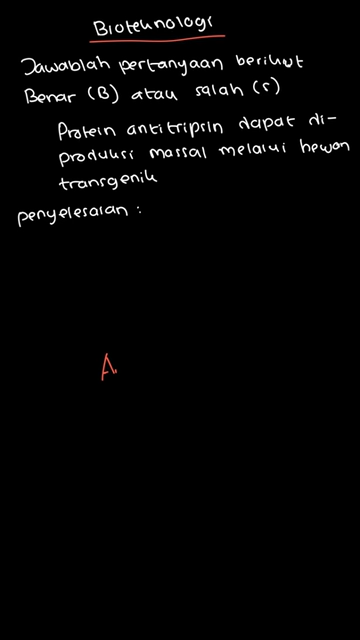 Bioteknologi
Jawablah pertanyaan berikut
Benar (B) atau salah (S)
Protein antitripsin dapat di-
produksi massal melalui hewan
transgenik
penyelesaian :
A